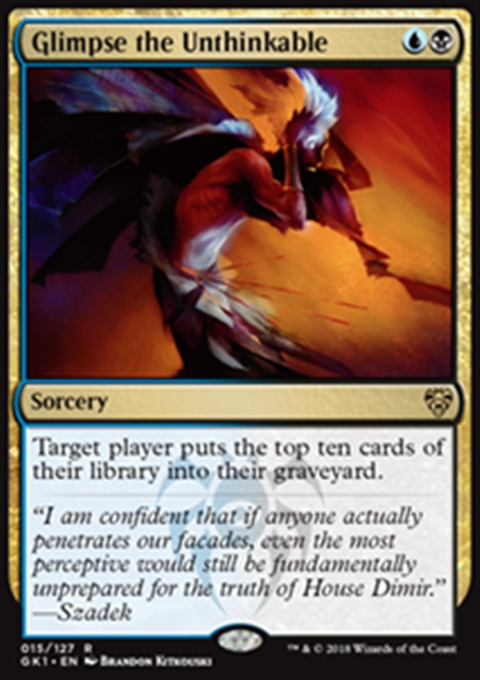 Glimpse the Unthinkable
Sorcery
Target player puts the top ten cards of
their library into their graveyard.
“I am confident that if anyone actually
penetrates our facades, even the most
perceptive would still be fundamentally
unprepared for the truth of House Dimir.”
—Szadek
015/127 R
GK1 • EN Brandon Kitkouski
™ & © 2018 Wizards of the Coast